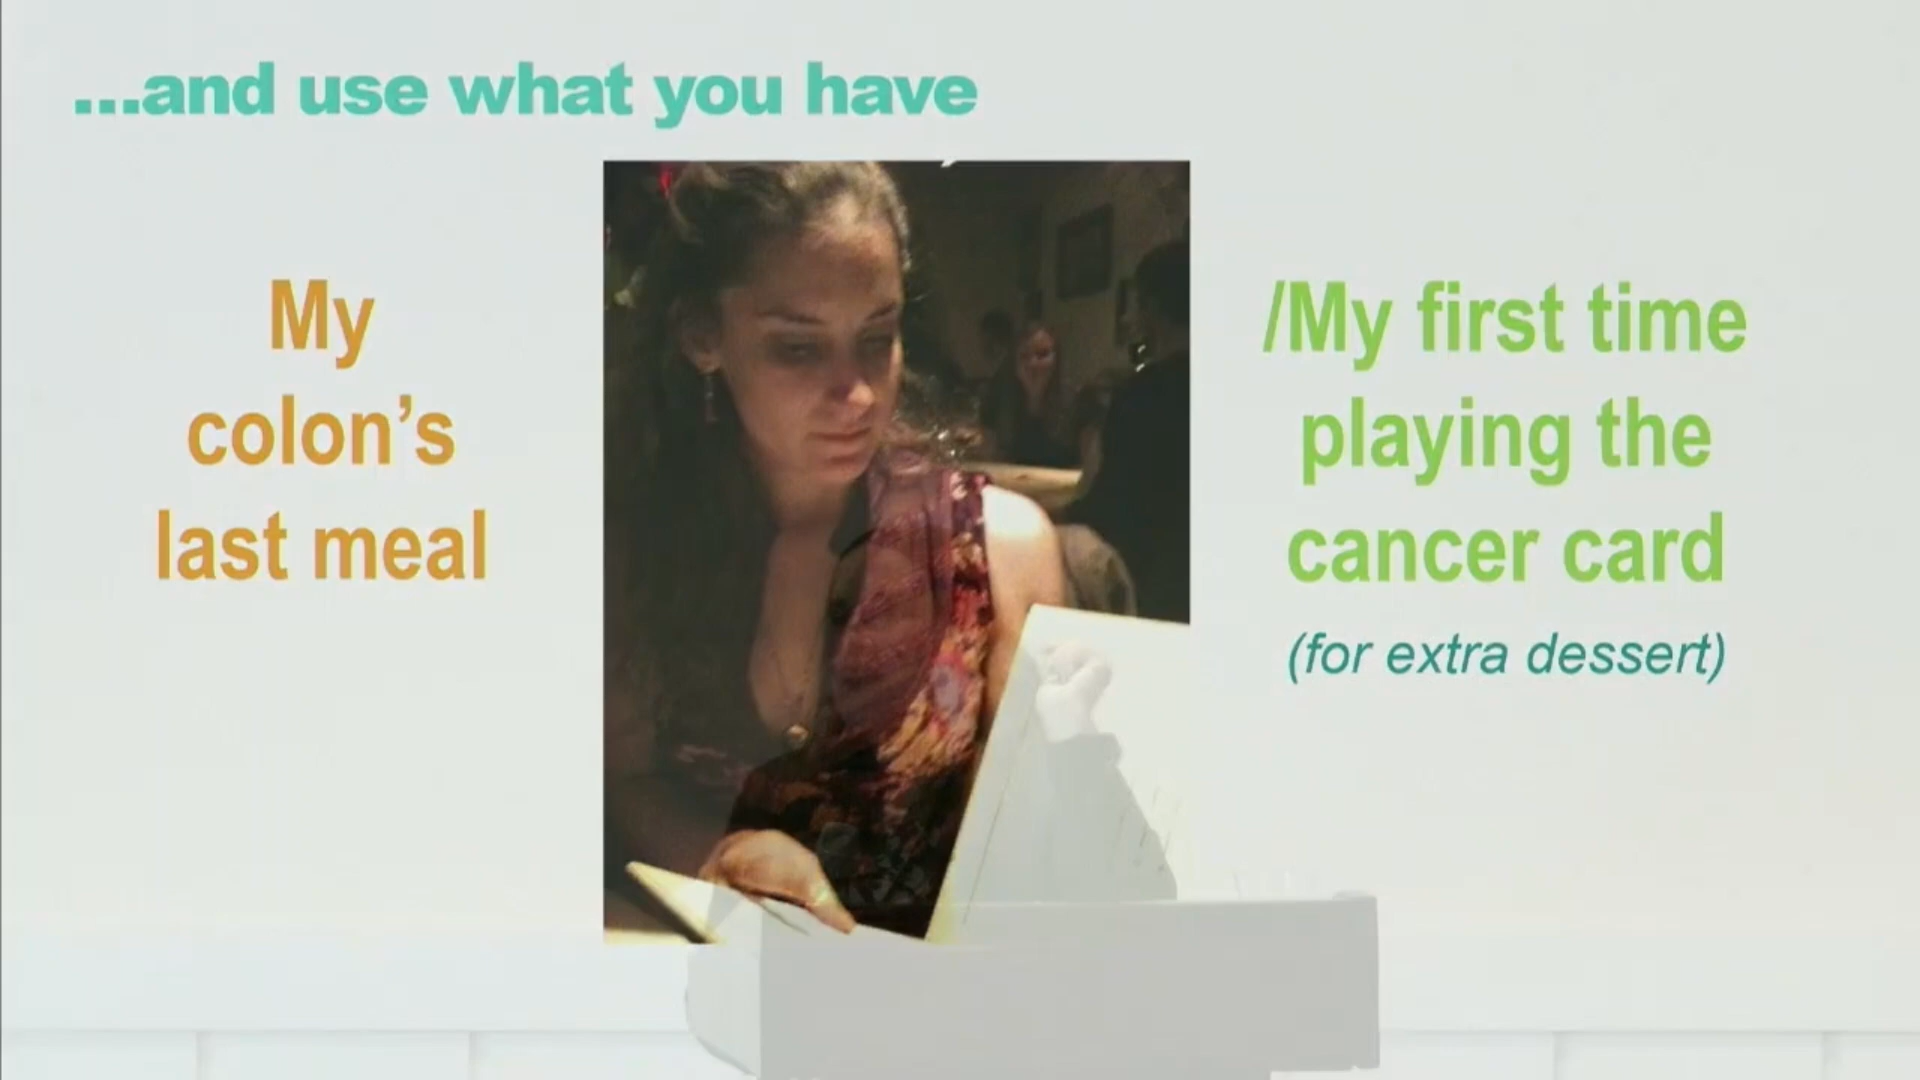 ...and use what you have
My
colon's
last meal
/My first time
playing the
cancer card
(for extra dessert)